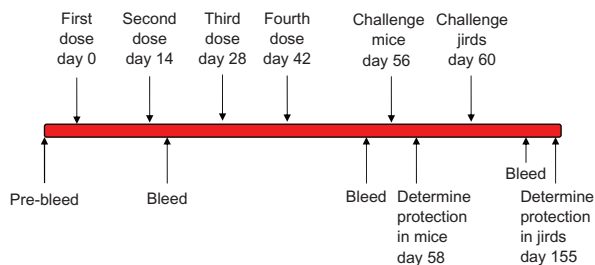 First
dose
day 0
Second
dose
day 14
Third
dose
day 28
Fourth
dose
day 42
Challenge
mice
day 56
Challenge
jirds
day 60
Pre-bleed
Bleed
Bleed
Determine
protection
in mice
day 58
Bleed
Determine
protection
in jirds
day 155